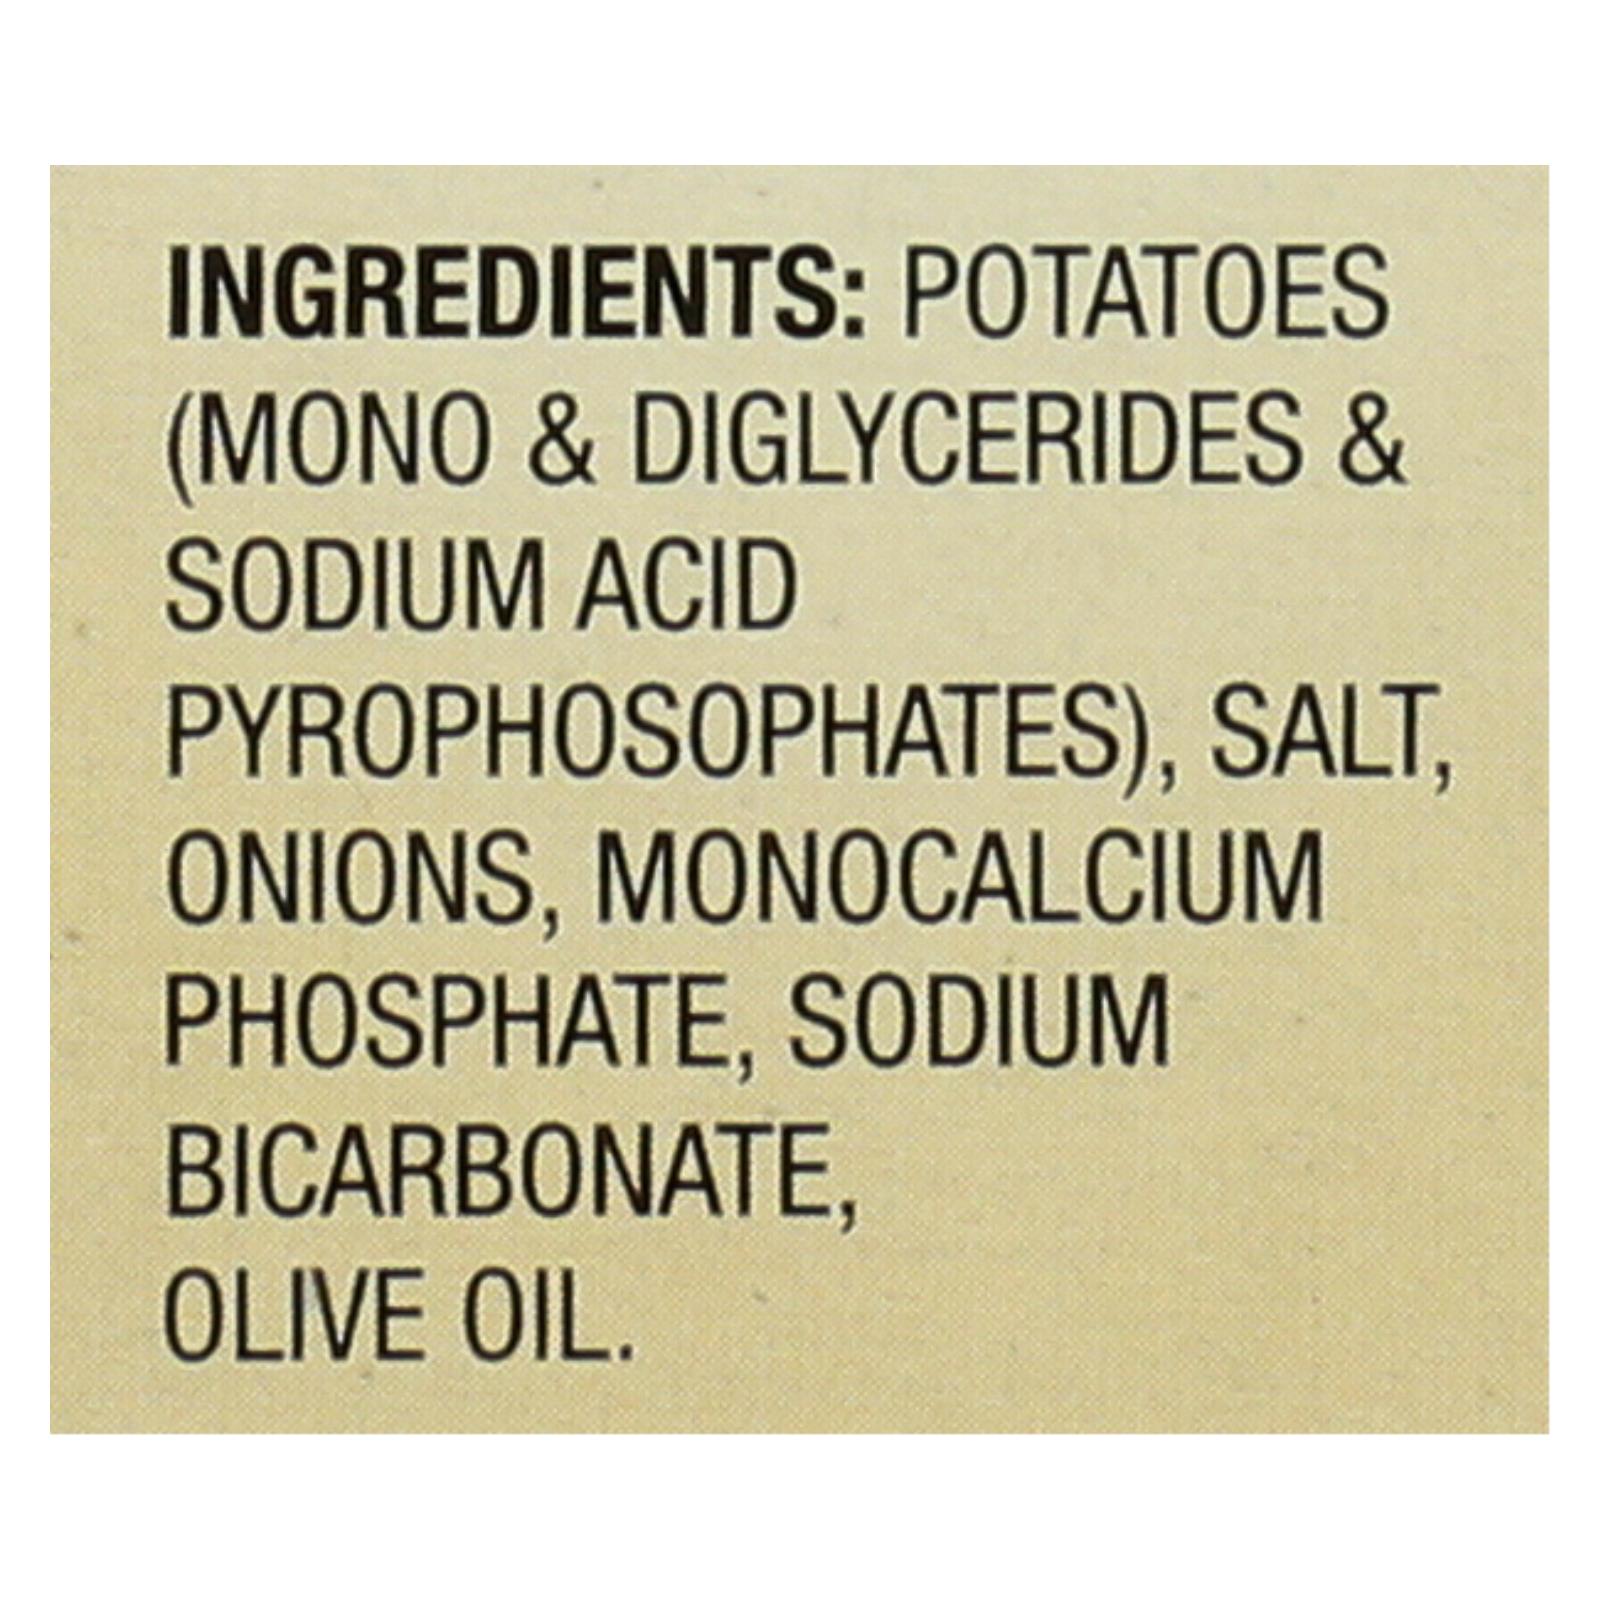 INGREDIENTS: POTATOES
(MONO & DIGLYCERIDES &
SODIUM ACID
PYROPHOSOPHATES), SALT,
ONIONS, MONOCALCIUM
PHOSPHATE, SODIUM
BICARBONATE,
OLIVE OIL.